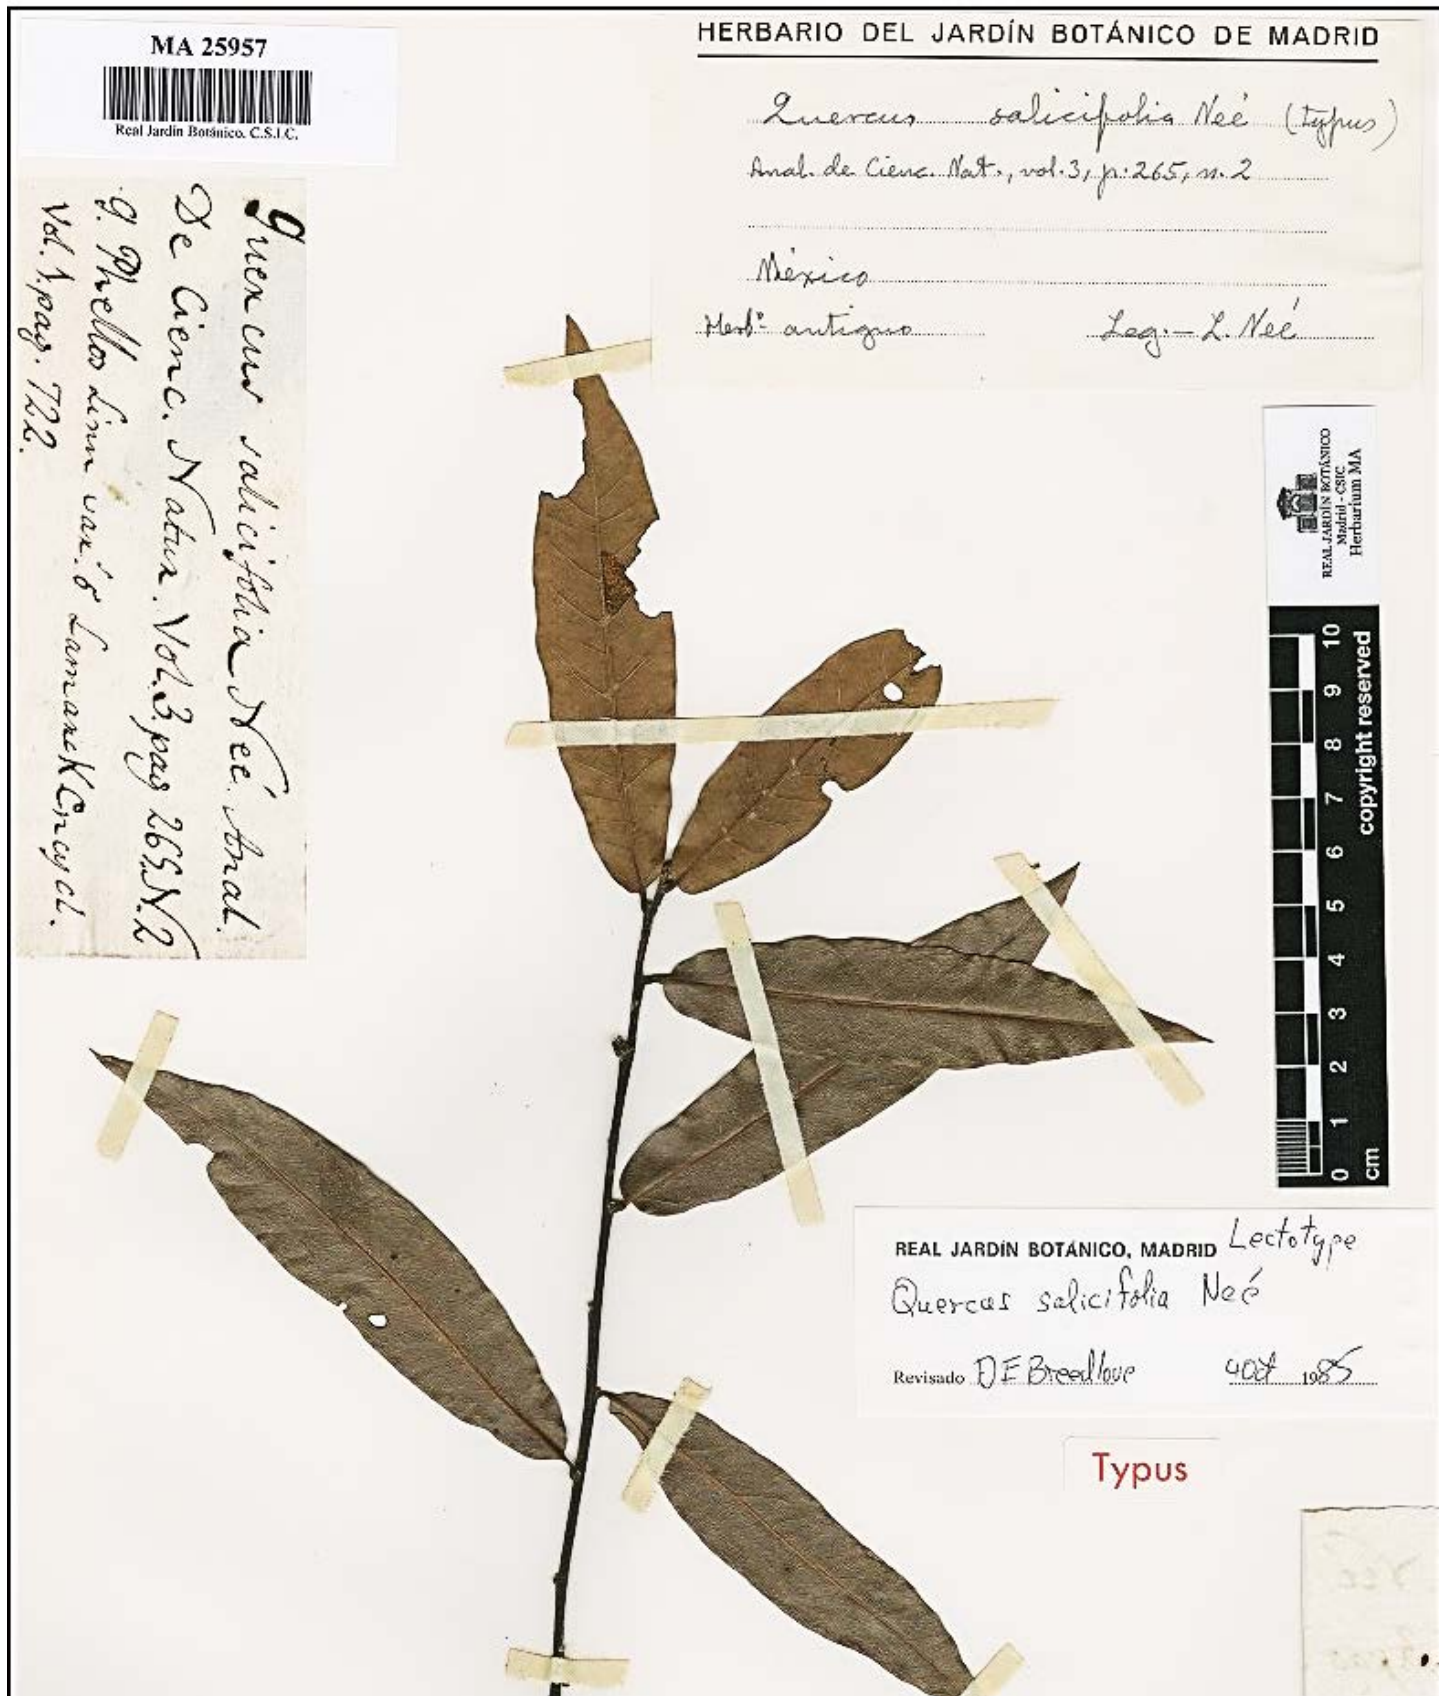 MA 25957
Real Jardín Botánico. C.S.I.C.
HERBARIO DEL JARDÍN BOTÁNICO DE MADRID
Quercus salicifolia Neé (typus)
Anal. de Cienc. Nat., vol. 3, p. 265, n. 2
México
Herbº antiguo Leg.- L. Neé
Quercus salicifolia Neé. Anal.
De Cienc. Natur. Vol. 3. pag 265. N. 2
q. Phellos Linn var. 6 Lamarck Encycl.
Vol. 1. pag. 722.
REAL JARDÍN BOTÁNICO
Madrid - CSIC
Herbarium MA
copyright reserved
10
9
8
7
6
5
4
3
2
1
0
cm
REAL JARDÍN BOTÁNICO, MADRID Lectotype
Quercus salicifolia Neé
Revisado D E Breedlove 4 Oct 1985
Typus